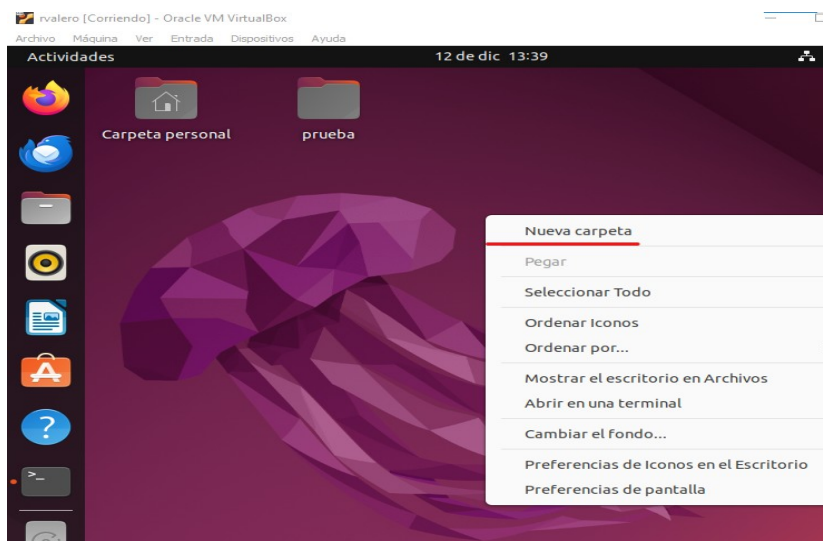 rvalero [Corriendo] - Oracle VM VirtualBox
Archivo Máquina Ver Entrada Dispositivos Ayuda
Actividades 12 de dic 13:39
Carpeta personal prueba
Nueva carpeta
Pegar
Seleccionar Todo
Ordenar Iconos
Ordenar por...
Mostrar el escritorio en Archivos
Abrir en una terminal
Cambiar el fondo...
Preferencias de Iconos en el Escritorio
Preferencias de pantalla